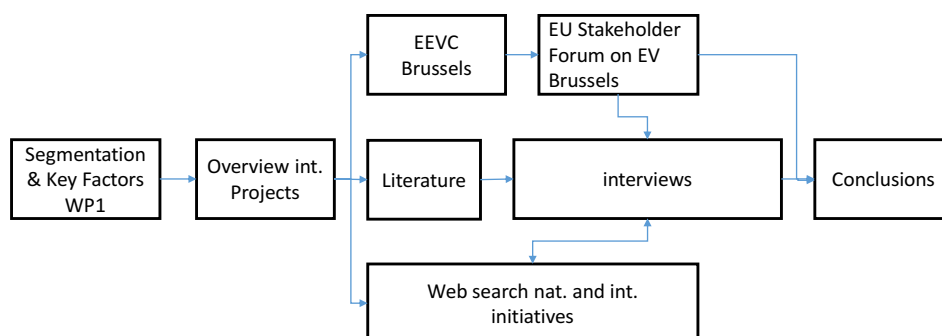 Segmentation
& Key Factors
WP1
Overview int.
Projects
EEVC
Brussels
EU Stakeholder
Forum on EV
Brussels
Literature
interviews
Conclusions
Web search nat. and int.
initiatives